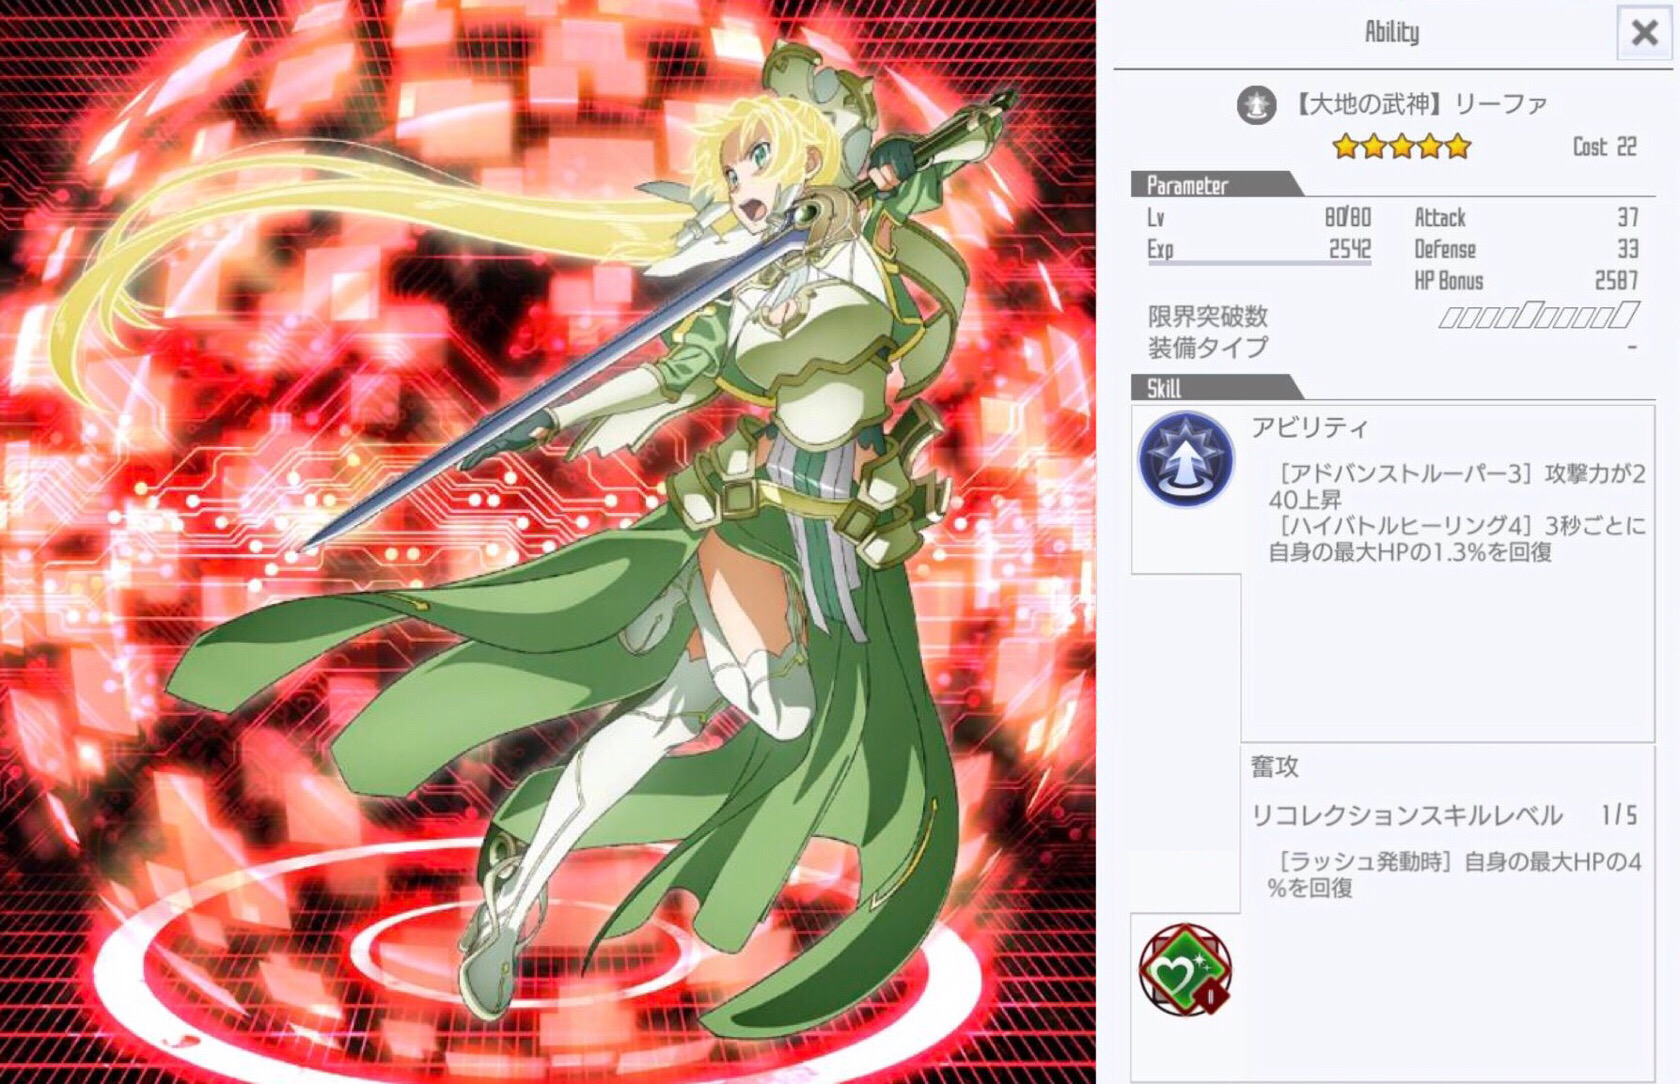 Ability
【大地の武神】リーファ
Cost 22
Parameter
Lv 80/80 Attack 37
Exp 2542 Defense 33
HP Bonus 2587
限界突破数
装備タイプ -
Skill
アビリティ
［アドバンストルーパー3］攻撃力が2
40上昇
［ハイバトルヒーリング4］3秒ごとに
自身の最大HPの1.3%を回復
奮攻
リコレクションスキルレベル 1/5
［ラッシュ発動時］自身の最大HPの4
%を回復
I